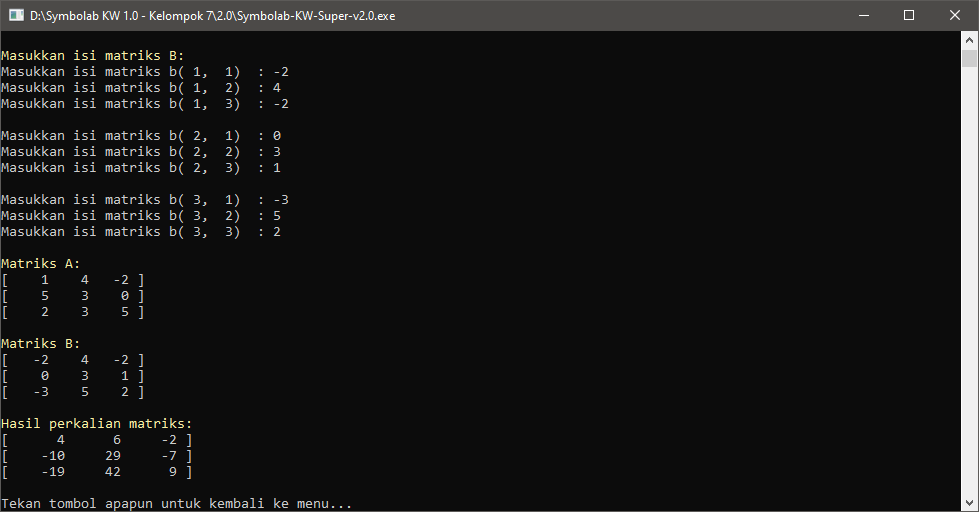 D:\Symbolab KW 1.0 - Kelompok 7\2.0\Symbolab-KW-Super-v2.0.exe
Masukkan isi matriks B:
Masukkan isi matriks b( 1,  1)  : -2
Masukkan isi matriks b( 1,  2)  : 4
Masukkan isi matriks b( 1,  3)  : -2
Masukkan isi matriks b( 2,  1)  : 0
Masukkan isi matriks b( 2,  2)  : 3
Masukkan isi matriks b( 2,  3)  : 1
Masukkan isi matriks b( 3,  1)  : -3
Masukkan isi matriks b( 3,  2)  : 5
Masukkan isi matriks b( 3,  3)  : 2
Matriks A:
[    1    4   -2 ]
[    5    3    0 ]
[    2    3    5 ]
Matriks B:
[   -2    4   -2 ]
[    0    3    1 ]
[   -3    5    2 ]
Hasil perkalian matriks:
[      4      6     -2 ]
[    -10     29     -7 ]
[    -19     42      9 ]
Tekan tombol apapun untuk kembali ke menu...